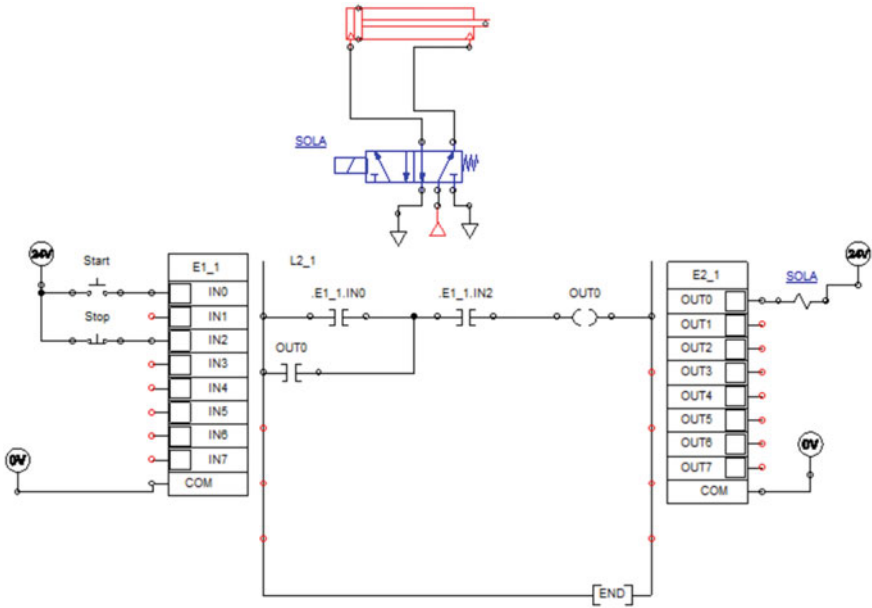 SOLA
24V
Start
Stop
0V
E1_1
IN0
IN1
IN2
IN3
IN4
IN5
IN6
IN7
COM
L2_1
.E1_1.IN0
.E1_1.IN2
OUT0
OUT0
END
E2_1
OUT0
OUT1
OUT2
OUT3
OUT4
OUT5
OUT6
OUT7
COM
SOLA
24V
0V